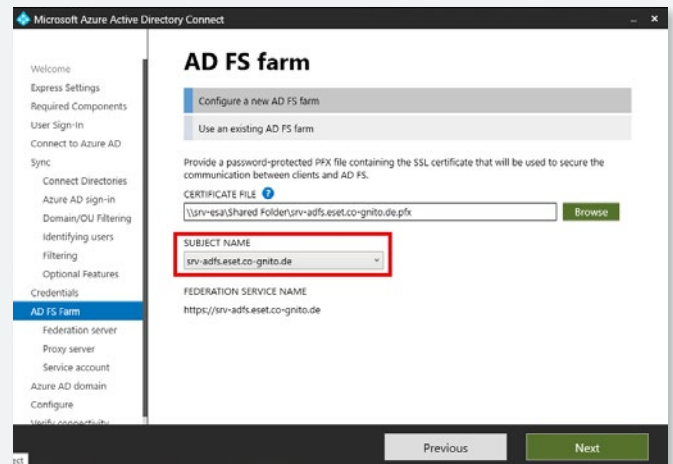 Microsoft Azure Active Directory Connect
Welcome
Express Settings
Required Components
User Sign-In
Connect to Azure AD
Sync
Connect Directories
Azure AD sign-in
Domain/OU Filtering
Identifying users
Filtering
Optional Features
Credentials
AD FS Farm
Federation server
Proxy server
Service account
Azure AD domain
Configure
Verify connectivity
AD FS farm
Configure a new AD FS farm
Use an existing AD FS farm
Provide a password-protected PFX file containing the SSL certificate that will be used to secure the
communication between clients and AD FS.
CERTIFICATE FILE ?
\\srv-esa\Shared Folder\srv-adfs.eset.co-gnito.de.pfx
Browse
SUBJECT NAME
srv-adfs.eset.co-gnito.de
FEDERATION SERVICE NAME
https://srv-adfs.eset.co-gnito.de
Previous
Next